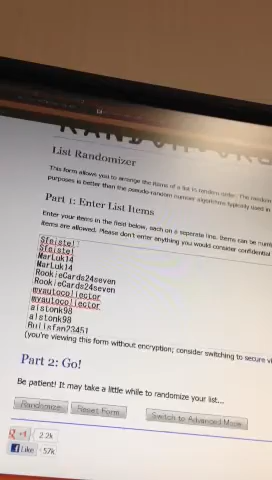 List Randomizer
This form allows you to arrange the items of a list in random order. The random
purposes is better than the pseudo-random number algorithms typically used in
Part 1: Enter List Items
Enter your items in the field below, each on a separate line. Items can be num
items are allowed. Please don't enter anything you would consider confidential
Sfeistel
Sfeistel
MarLuk14
MarLuk14
RookieCards24seven
RookieCards24seven
myautocollector
myautocollector
alstonk98
alstonk98
Bullsfan23451
(you're viewing this form without encryption; consider switching to secure v
Part 2: Go!
Be patient! It may take a little while to randomize your list...
Randomize Reset Form Switch to Advanced Mode
g +1 2.2k
f Like 57k